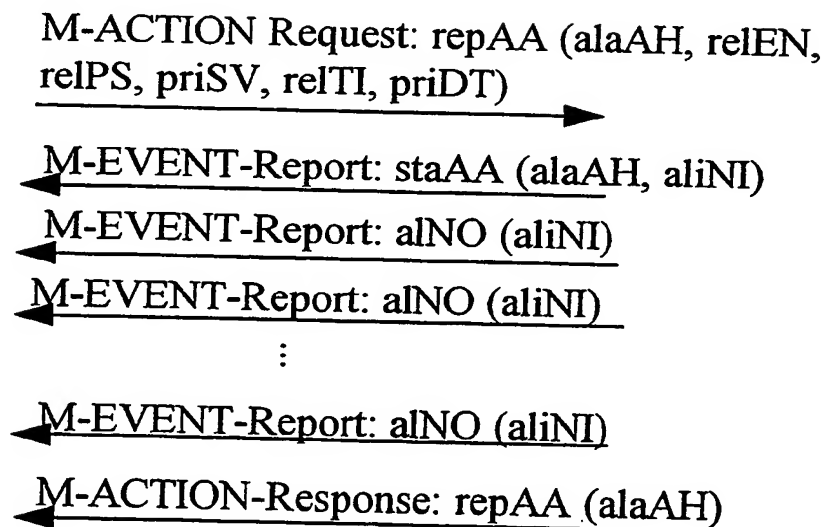 M-ACTION Request: repAA (alaAH, relEN,
relPS, priSV, relTI, priDT)
M-EVENT-Report: staAA (alaAH, aliNI)
M-EVENT-Report: alNO (aliNI)
M-EVENT-Report: alNO (aliNI)
⋮
M-EVENT-Report: alNO (aliNI)
M-ACTION-Response: repAA (alaAH)